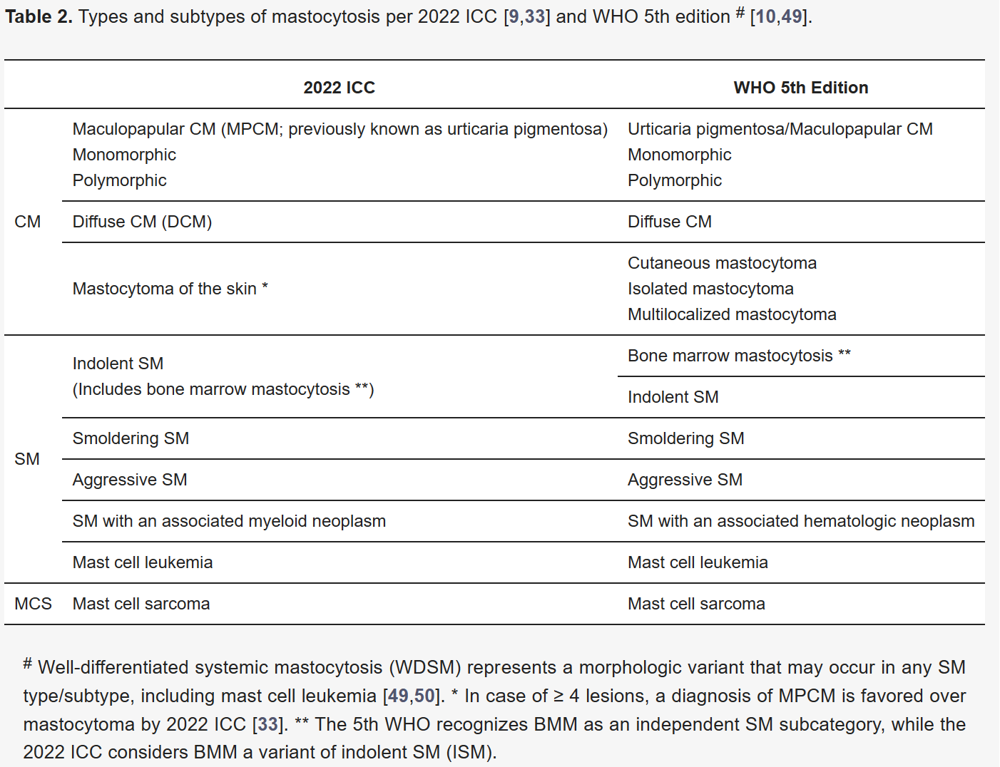 Table 2. Types and subtypes of mastocytosis per 2022 ICC [9,33] and WHO 5th edition # [10,49].
2022 ICC WHO 5th Edition
CM
Maculopapular CM (MPCM; previously known as urticaria pigmentosa) Urticaria pigmentosa/Maculopapular CM
Monomorphic Monomorphic
Polymorphic Polymorphic
Diffuse CM (DCM) Diffuse CM
Mastocytoma of the skin *
Cutaneous mastocytoma
Isolated mastocytoma
Multilocalized mastocytoma
SM
Indolent SM
(Includes bone marrow mastocytosis **)
Bone marrow mastocytosis **
Indolent SM
Smoldering SM Smoldering SM
Aggressive SM Aggressive SM
SM with an associated myeloid neoplasm SM with an associated hematologic neoplasm
Mast cell leukemia Mast cell leukemia
MCS Mast cell sarcoma Mast cell sarcoma
# Well-differentiated systemic mastocytosis (WDSM) represents a morphologic variant that may occur in any SM
type/subtype, including mast cell leukemia [49,50]. * In case of ≥ 4 lesions, a diagnosis of MPCM is favored over
mastocytoma by 2022 ICC [33]. ** The 5th WHO recognizes BMM as an independent SM subcategory, while the
2022 ICC considers BMM a variant of indolent SM (ISM).